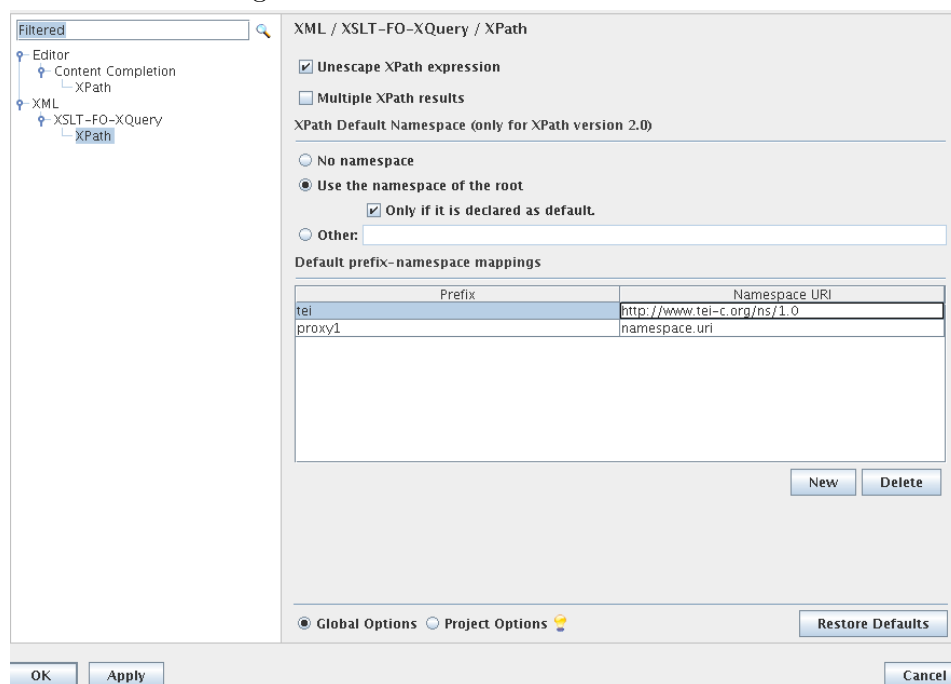 Filtered
Editor
Content Completion
XPath
XML
XSLT-FO-XQuery
XPath
XML / XSLT-FO-XQuery / XPath
Unescape XPath expression
Multiple XPath results
XPath Default Namespace (only for XPath version 2.0)
No namespace
Use the namespace of the root
Only if it is declared as default.
Other:
Default prefix-namespace mappings
Prefix Namespace URI
tei http://www.tei-c.org/ns/1.0
proxy1 namespace.uri
New Delete
Global Options Project Options Restore Defaults
OK Apply Cancel